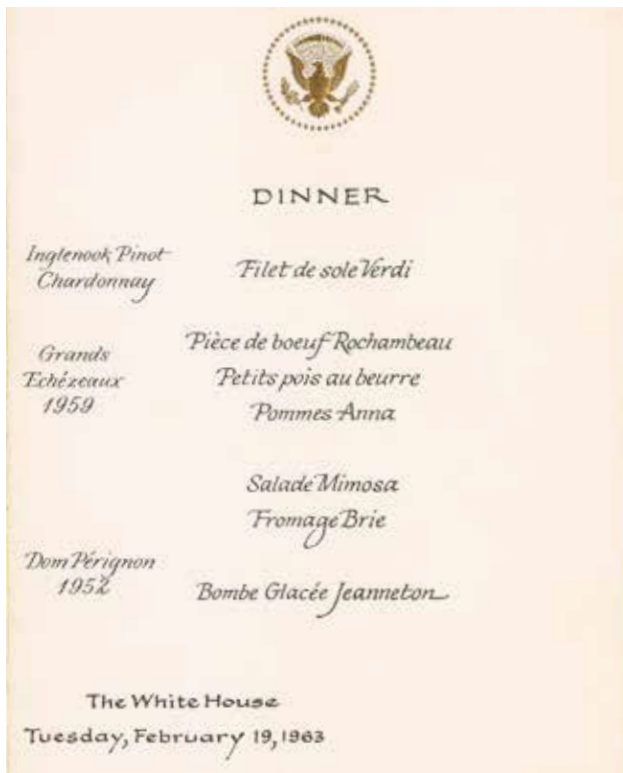 DINNER
Inglenook Pinot
Chardonnay
Filet de sole Verdi
Grands
Echézeaux
1959
Pièce de boeuf Rochambeau
Petits pois au beurre
Pommes Anna
Salade Mimosa
Fromage Brie
Dom Pérignon
1952
Bombe Glacée Jeanneton
The White House
Tuesday, February 19, 1963